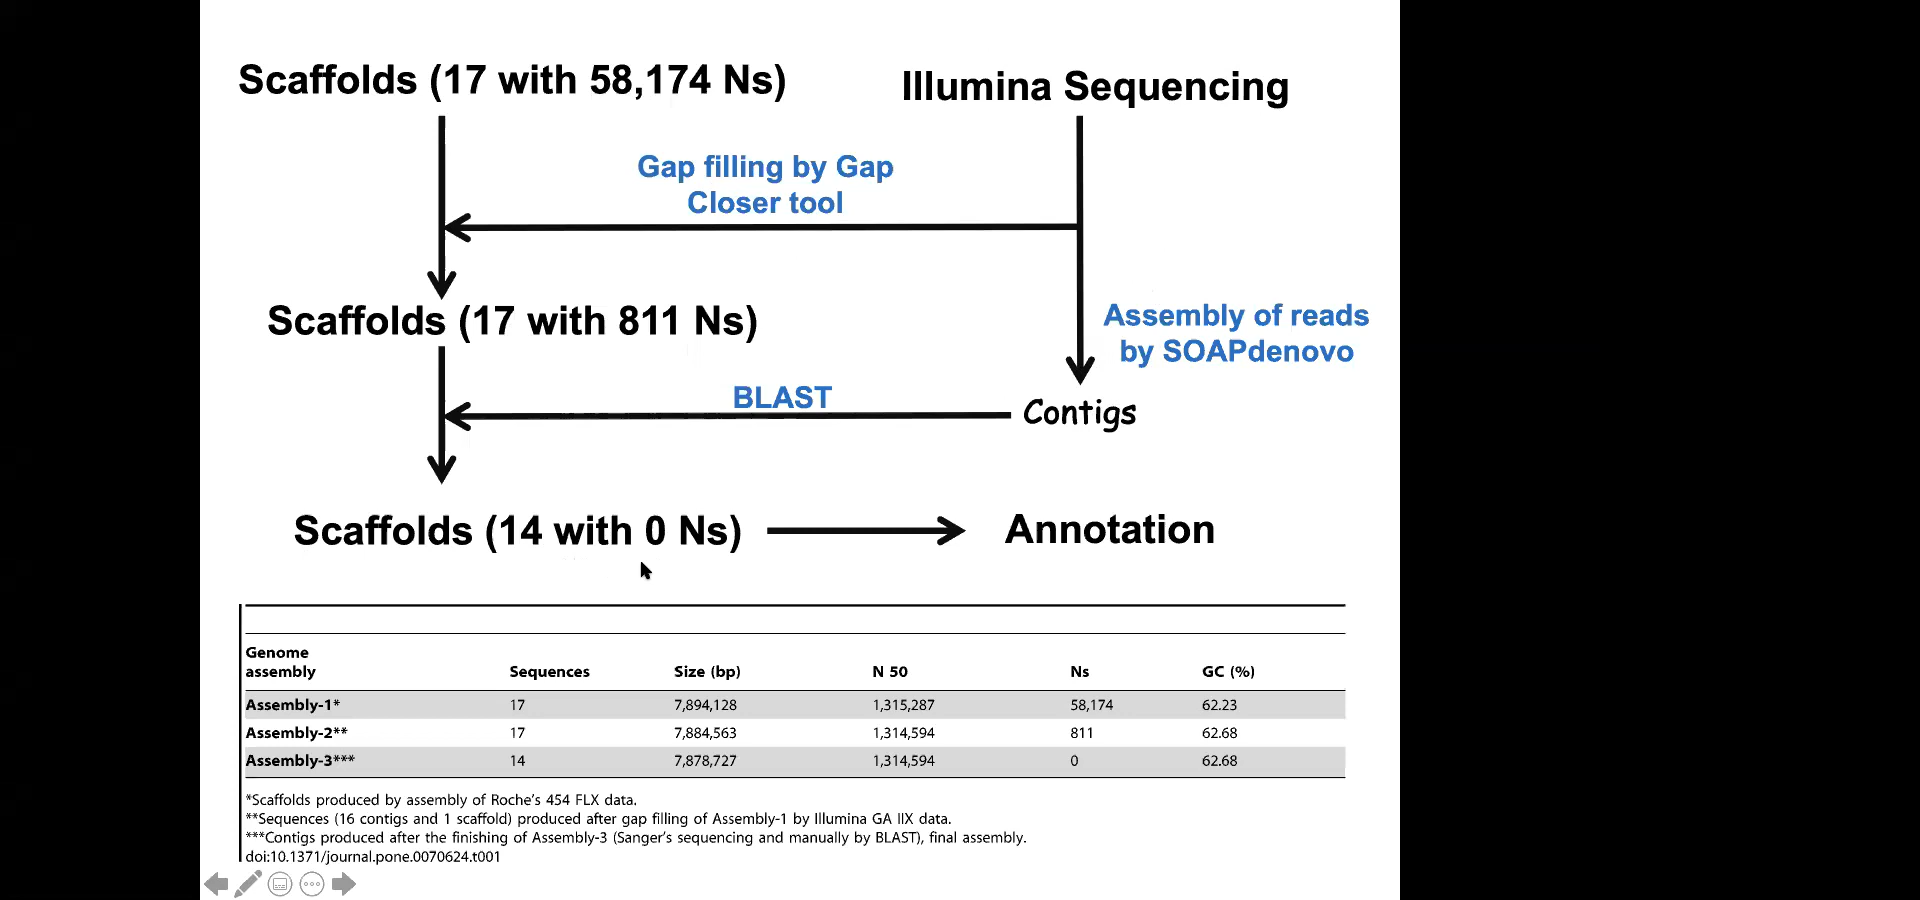 Scaffolds (17 with 58,174 Ns)
Illumina Sequencing
Gap filling by Gap
Closer tool
Scaffolds (17 with 811 Ns)
Assembly of reads
by SOAPdenovo
BLAST
Contigs
Scaffolds (14 with 0 Ns)
Annotation
Genome
assembly Sequences Size (bp) N 50 Ns GC (%)
Assembly-1* 17 7,894,128 1,315,287 58,174 62.23
Assembly-2** 17 7,884,563 1,314,594 811 62.68
Assembly-3*** 14 7,878,727 1,314,594 0 62.68
*Scaffolds produced by assembly of Roche's 454 FLX data.
**Sequences (16 contigs and 1 scaffold) produced after gap filling of Assembly-1 by Illumina GA IIX data.
***Contigs produced after the finishing of Assembly-3 (Sanger's sequencing and manually by BLAST), final assembly.
doi:10.1371/journal.pone.0070624.t001